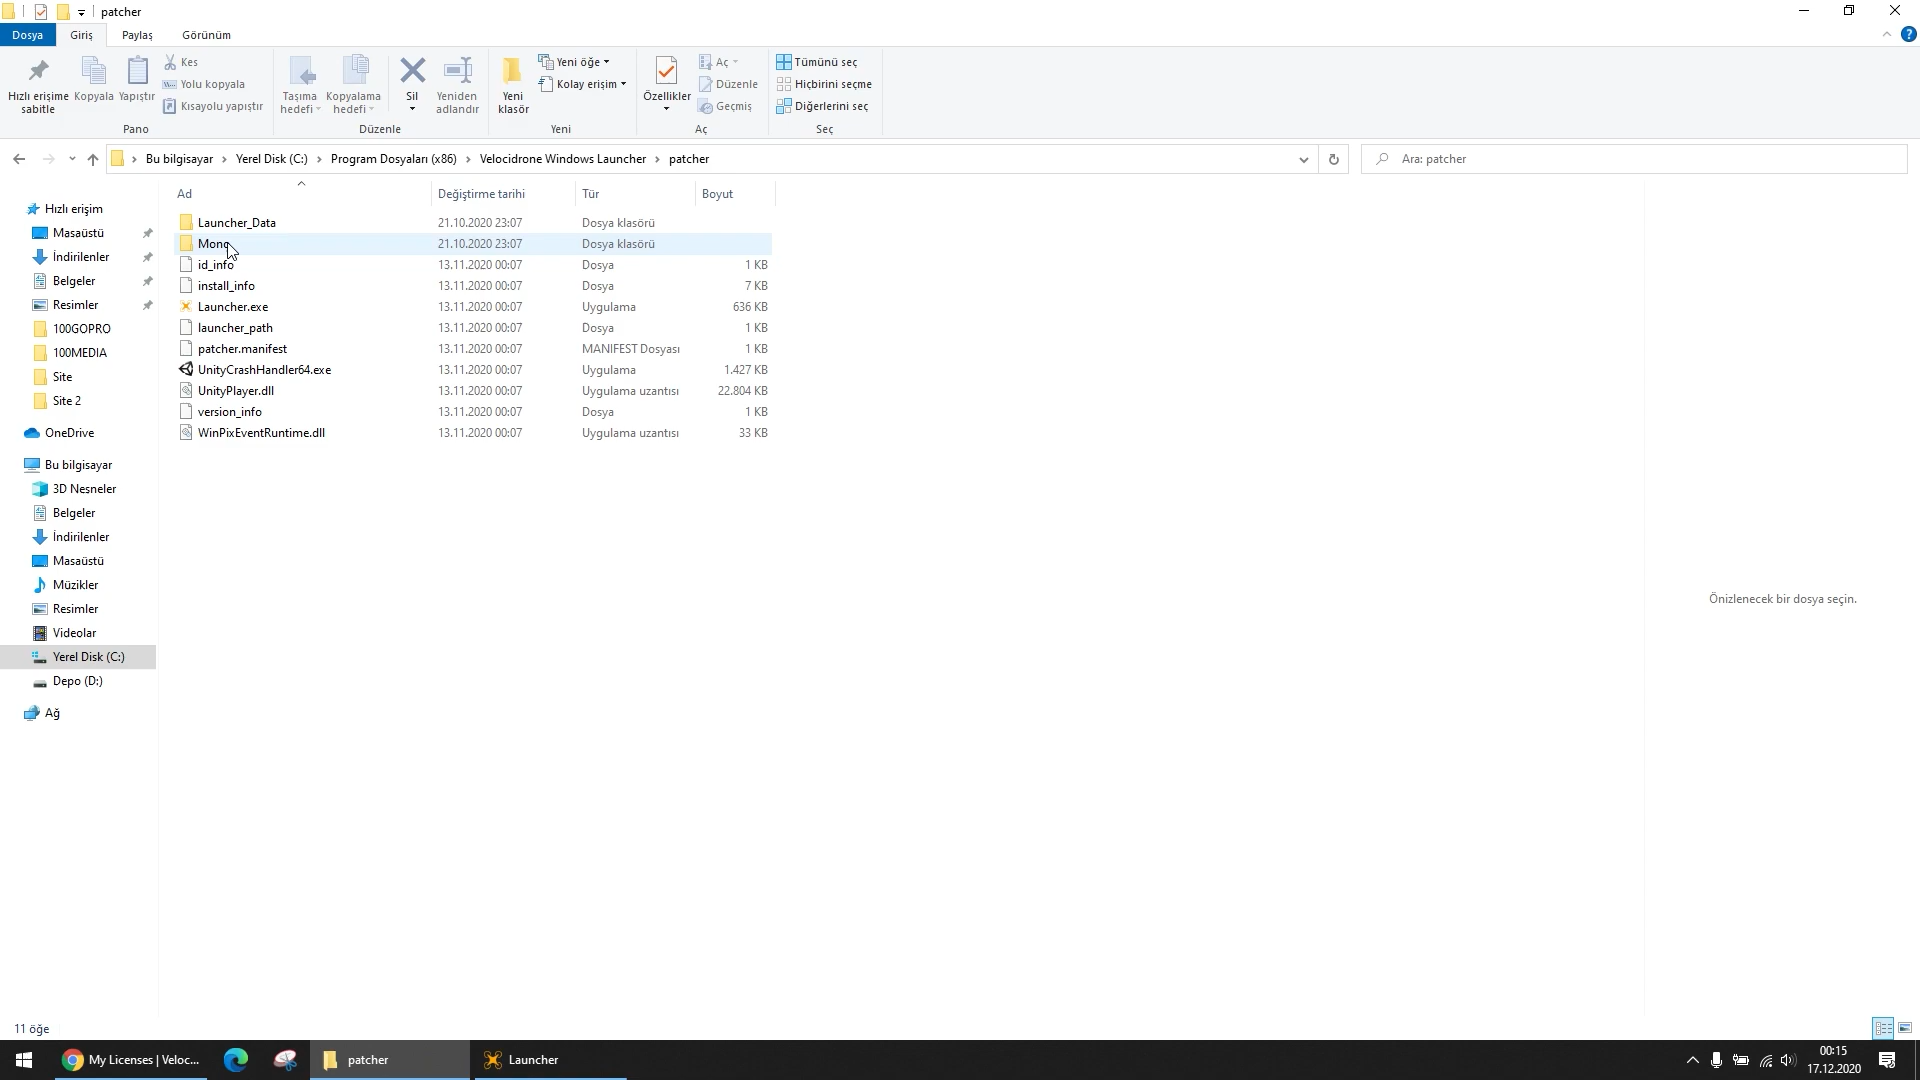 patcher
Dosya Giriş Paylaş Görünüm
Hızlı erişime sabitle
Kopyala
Yapıştır
Kes
Yolu kopyala
Kısayolu yapıştır
Pano
Taşıma hedefi
Kopyalama hedefi
Sil
Yeniden adlandır
Düzenle
Yeni klasör
Yeni öğe
Kolay erişim
Yeni
Özellikler
Aç
Düzenle
Geçmiş
Aç
Tümünü seç
Hiçbirini seçme
Diğerlerini seç
Seç
Bu bilgisayar › Yerel Disk (C:) › Program Dosyaları (x86) › Velocidrone Windows Launcher › patcher
Ara: patcher
Hızlı erişim
Masaüstü
İndirilenler
Belgeler
Resimler
100GOPRO
100MEDIA
Site
Site 2
OneDrive
Bu bilgisayar
3D Nesneler
Belgeler
İndirilenler
Masaüstü
Müzikler
Resimler
Videolar
Yerel Disk (C:)
Depo (D:)
Ağ
Ad Değiştirme tarihi Tür Boyut
Launcher_Data 21.10.2020 23:07 Dosya klasörü
Mono 21.10.2020 23:07 Dosya klasörü
id_info 13.11.2020 00:07 Dosya 1 KB
install_info 13.11.2020 00:07 Dosya 7 KB
Launcher.exe 13.11.2020 00:07 Uygulama 636 KB
launcher_path 13.11.2020 00:07 Dosya 1 KB
patcher.manifest 13.11.2020 00:07 MANIFEST Dosyası 1 KB
UnityCrashHandler64.exe 13.11.2020 00:07 Uygulama 1.427 KB
UnityPlayer.dll 13.11.2020 00:07 Uygulama uzantısı 22.804 KB
version_info 13.11.2020 00:07 Dosya 1 KB
WinPixEventRuntime.dll 13.11.2020 00:07 Uygulama uzantısı 33 KB
Önizlenecek bir dosya seçin.
11 öğe
My Licenses | Veloc...
patcher
Launcher
00:15
17.12.2020